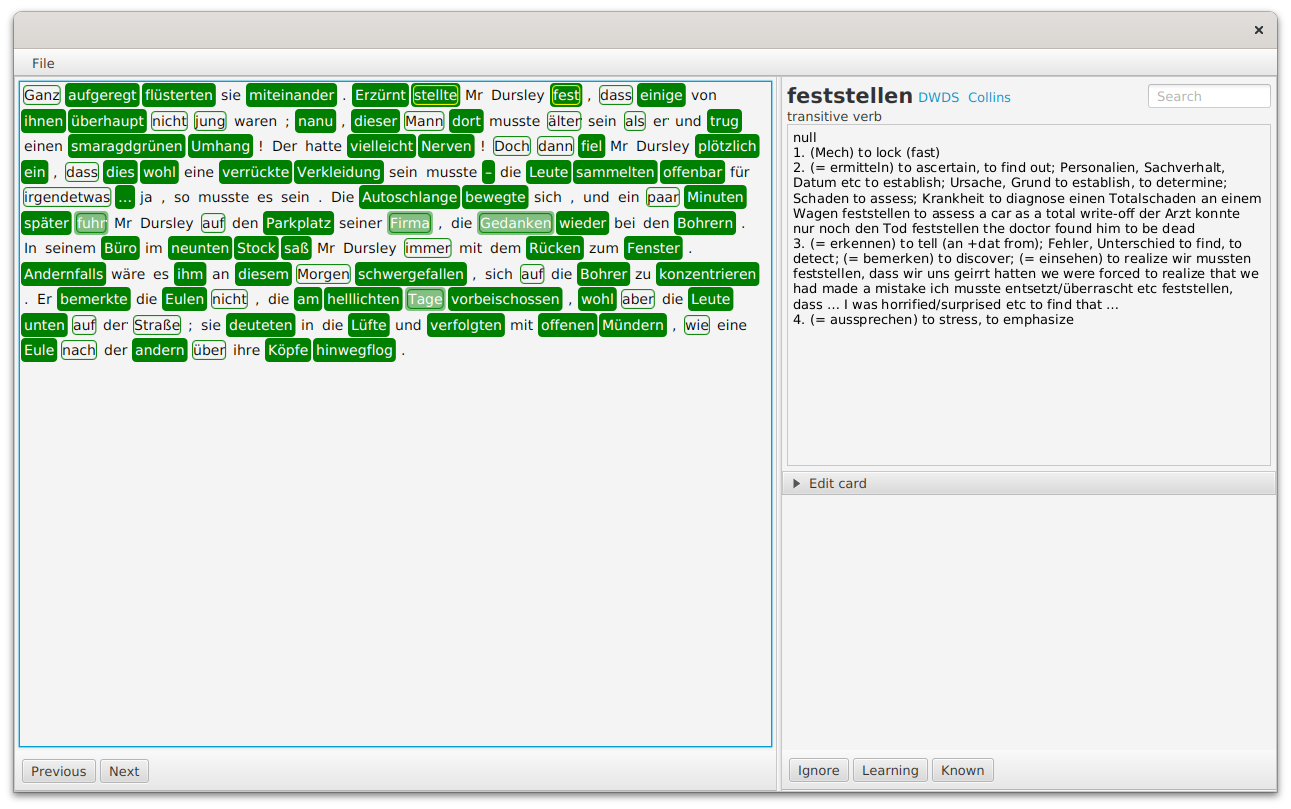 ×
File
Ganz aufgeregt flüsterten sie miteinander . Erzürnt stellte Mr Dursley fest , dass einige von
ihnen überhaupt nicht jung waren ; nanu , dieser Mann dort musste älter sein als er und trug
einen smaragdgrünen Umhang ! Der hatte vielleicht Nerven ! Doch dann fiel Mr Dursley plötzlich
ein , dass dies wohl eine verrückte Verkleidung sein musste – die Leute sammelten offenbar für
irgendetwas … ja , so musste es sein . Die Autoschlange bewegte sich , und ein paar Minuten
später fuhr Mr Dursley auf den Parkplatz seiner Firma , die Gedanken wieder bei den Bohrern .
In seinem Büro im neunten Stock saß Mr Dursley immer mit dem Rücken zum Fenster .
Andernfalls wäre es ihm an diesem Morgen schwergefallen , sich auf die Bohrer zu konzentrieren
. Er bemerkte die Eulen nicht , die am helllichten Tage vorbeischossen , wohl aber die Leute
unten auf der Straße ; sie deuteten in die Lüfte und verfolgten mit offenen Mündern , wie eine
Eule nach der andern über ihre Köpfe hinwegflog .
Previous Next
feststellen DWDS Collins Search
transitive verb
null
1. (Mech) to lock (fast)
2. (= ermitteln) to ascertain, to find out; Personalien, Sachverhalt,
Datum etc to establish; Ursache, Grund to establish, to determine;
Schaden to assess; Krankheit to diagnose einen Totalschaden an einem
Wagen feststellen to assess a car as a total write-off der Arzt konnte
nur noch den Tod feststellen the doctor found him to be dead
3. (= erkennen) to tell (an +dat from); Fehler, Unterschied to find, to
detect; (= bemerken) to discover; (= einsehen) to realize wir mussten
feststellen, dass wir uns geirrt hatten we were forced to realize that we
had made a mistake ich musste entsetzt/überrascht etc feststellen,
dass … I was horrified/surprised etc to find that …
4. (= aussprechen) to stress, to emphasize
Edit card
Ignore Learning Known